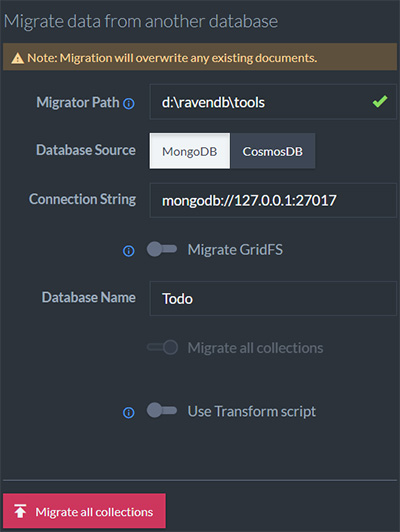 Migrate data from another database
Note: Migration will overwrite any existing documents.
Migrator Path d:\ravendb\tools
Database Source MongoDB CosmosDB
Connection String mongodb://127.0.0.1:27017
Migrate GridFS
Database Name Todo
Migrate all collections
Use Transform script
Migrate all collections